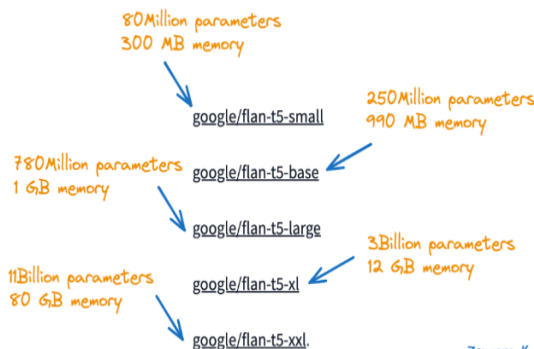 80Million parameters
300 MB memory
google/flan-t5-small
250Million parameters
990 MB memory
780Million parameters
1 GB memory
google/flan-t5-base
google/flan-t5-large
3Billion parameters
12 GB memory
google/flan-t5-xl
11Billion parameters
80 GB memory
google/flan-t5-xxl.